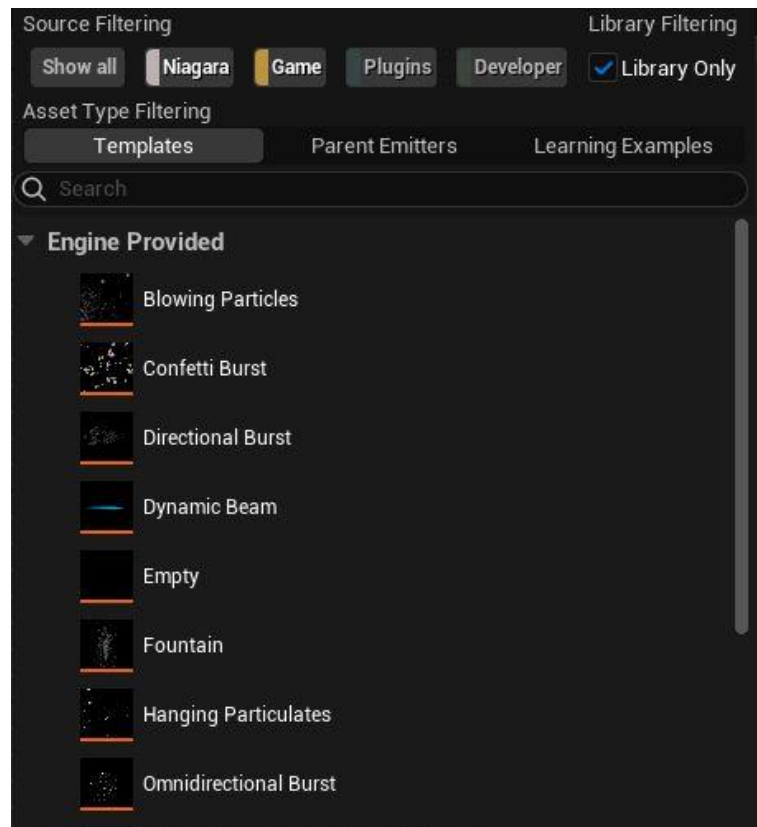 Source Filtering Library Filtering
Show all Niagara Game Plugins Developer Library Only
Asset Type Filtering
Templates Parent Emitters Learning Examples
Search
Engine Provided
Blowing Particles
Confetti Burst
Directional Burst
Dynamic Beam
Empty
Fountain
Hanging Particulates
Omnidirectional Burst